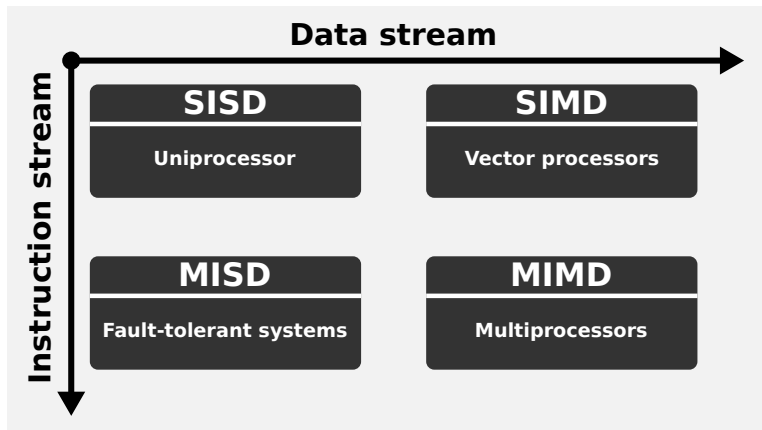 Data stream
Instruction stream
SISD
Uniprocessor
SIMD
Vector processors
MISD
Fault-tolerant systems
MIMD
Multiprocessors